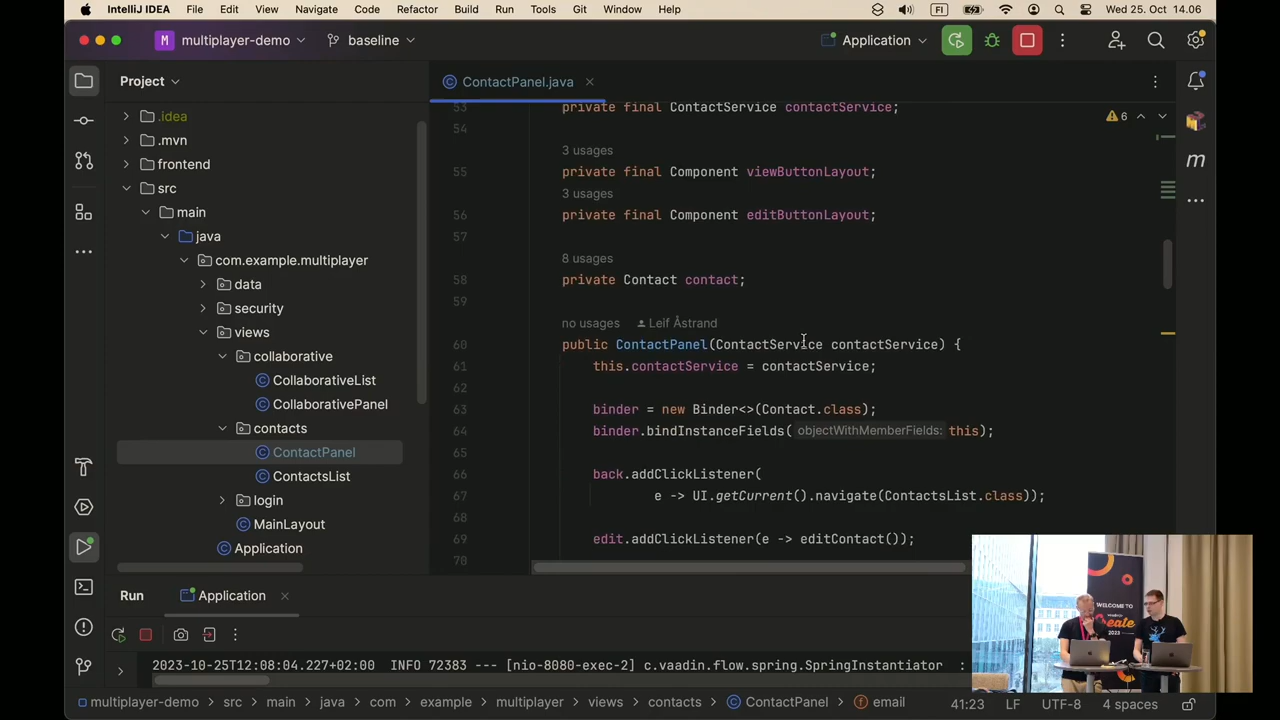 IntelliJ IDEA File Edit View Navigate Code Refactor Build Run Tools Git Window Help FI Wed 25. Oct 14.06
M multiplayer-demo baseline Application
Project
ContactPanel.java
.idea
.mvn
frontend
src
main
java
com.example.multiplayer
data
security
views
collaborative
CollaborativeList
CollaborativePanel
contacts
ContactPanel
ContactsList
login
MainLayout
Application
6
m
53 private final ContactService contactService;
54
3 usages
55 private final Component viewButtonLayout;
3 usages
56 private final Component editButtonLayout;
57
8 usages
58 private Contact contact;
59
no usages Leif Åstrand
60 public ContactPanel(ContactService contactService) {
61 this.contactService = contactService;
62
63 binder = new Binder<>(Contact.class);
64 binder.bindInstanceFields( objectWithMemberFields: this);
65
66 back.addClickListener(
67 e -> UI.getCurrent().navigate(ContactsList.class));
68
69 edit.addClickListener(e -> editContact());
70
WELCOME TO
Create
2023
Run Application
2023-10-25T12:08:04.227+02:00 INFO 72383 --- [nio-8080-exec-2] c.vaadin.flow.spring.SpringInstantiator :
multiplayer-demo src main java com example multiplayer views contacts ContactPanel email 41:23 LF UTF-8 4 spaces